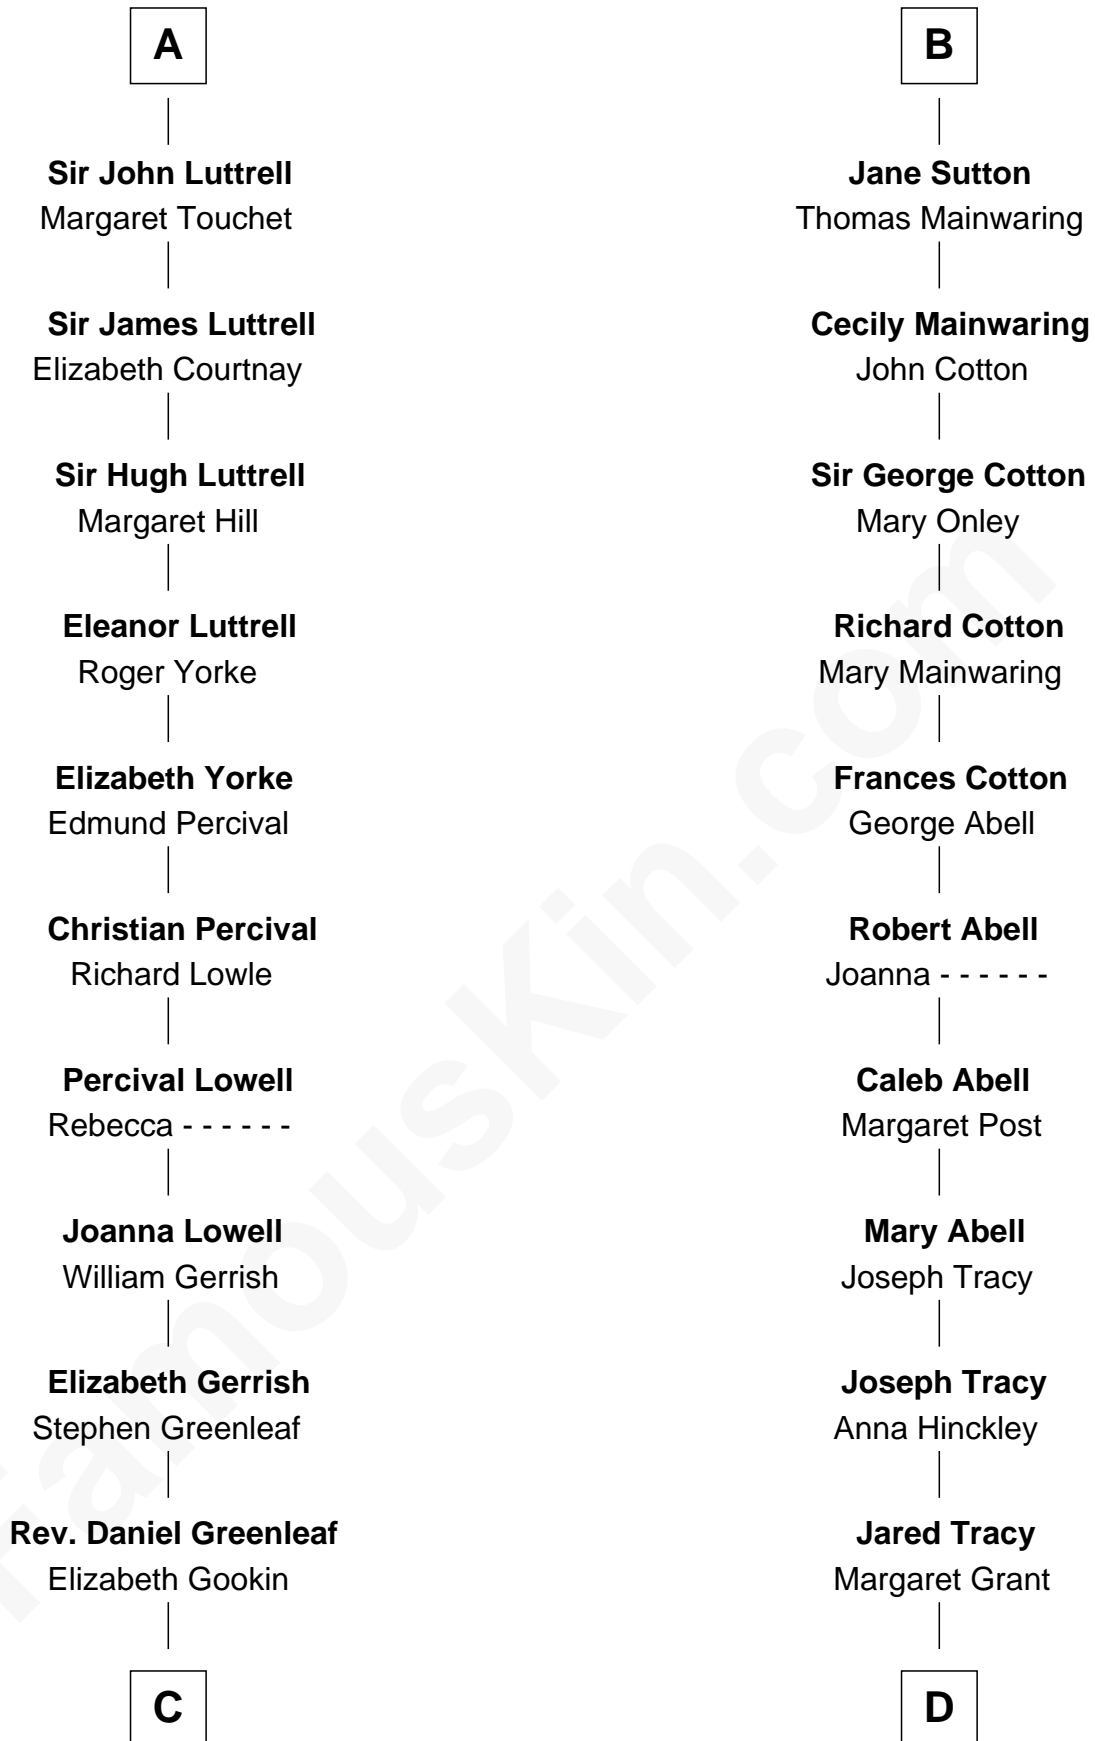 A
Sir John Luttrell
Margaret Touchet
Sir James Luttrell
Elizabeth Courtnay
Sir Hugh Luttrell
Margaret Hill
Eleanor Luttrell
Roger Yorke
Elizabeth Yorke
Edmund Percival
Christian Percival
Richard Lowle
Percival Lowell
Rebecca - - - - - -
Joanna Lowell
William Gerrish
Elizabeth Gerrish
Stephen Greenleaf
Rev. Daniel Greenleaf
Elizabeth Gookin
C
B
Jane Sutton
Thomas Mainwaring
Cecily Mainwaring
John Cotton
Sir George Cotton
Mary Onley
Richard Cotton
Mary Mainwaring
Frances Cotton
George Abell
Robert Abell
Joanna - - - - - -
Caleb Abell
Margaret Post
Mary Abell
Joseph Tracy
Joseph Tracy
Anna Hinckley
Jared Tracy
Margaret Grant
D
FamousKin.com